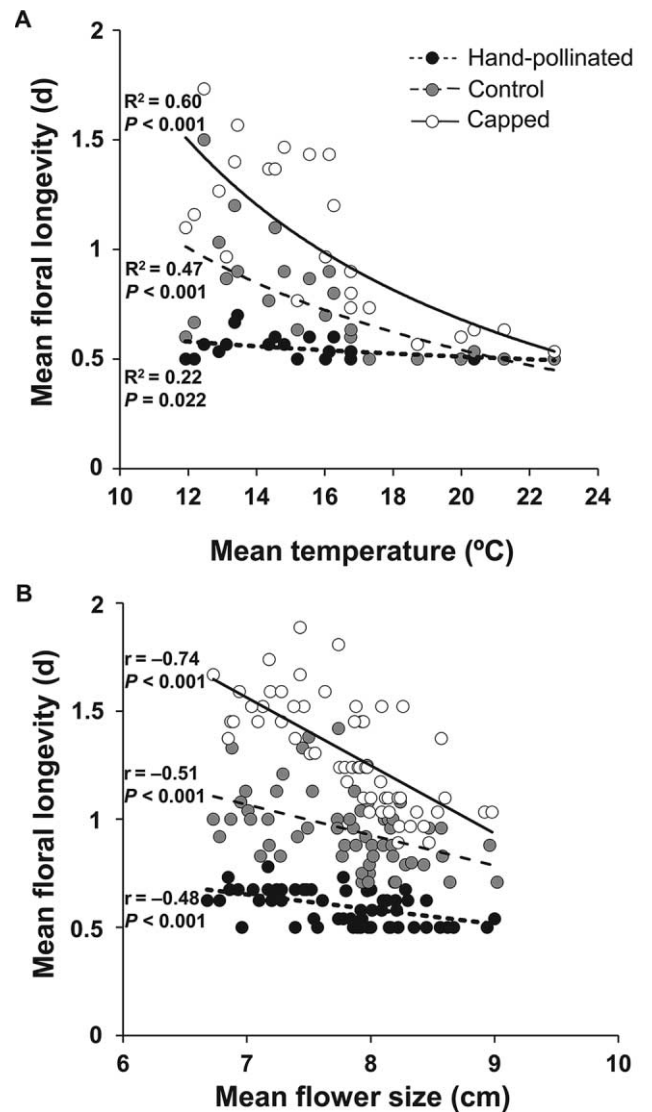 A
2
Hand-pollinated
Control
Capped
R² = 0.60
P < 0.001
1.5
1
R² = 0.47
P < 0.001
0.5
R² = 0.22
P = 0.022
0
10 12 14 16 18 20 22 24
Mean floral longevity (d)
Mean temperature (ºC)
B
2
r = –0.74
P < 0.001
1.5
r = –0.51
P < 0.001
1
r = –0.48
P < 0.001
0.5
0
6 7 8 9 10
Mean floral longevity (d)
Mean flower size (cm)